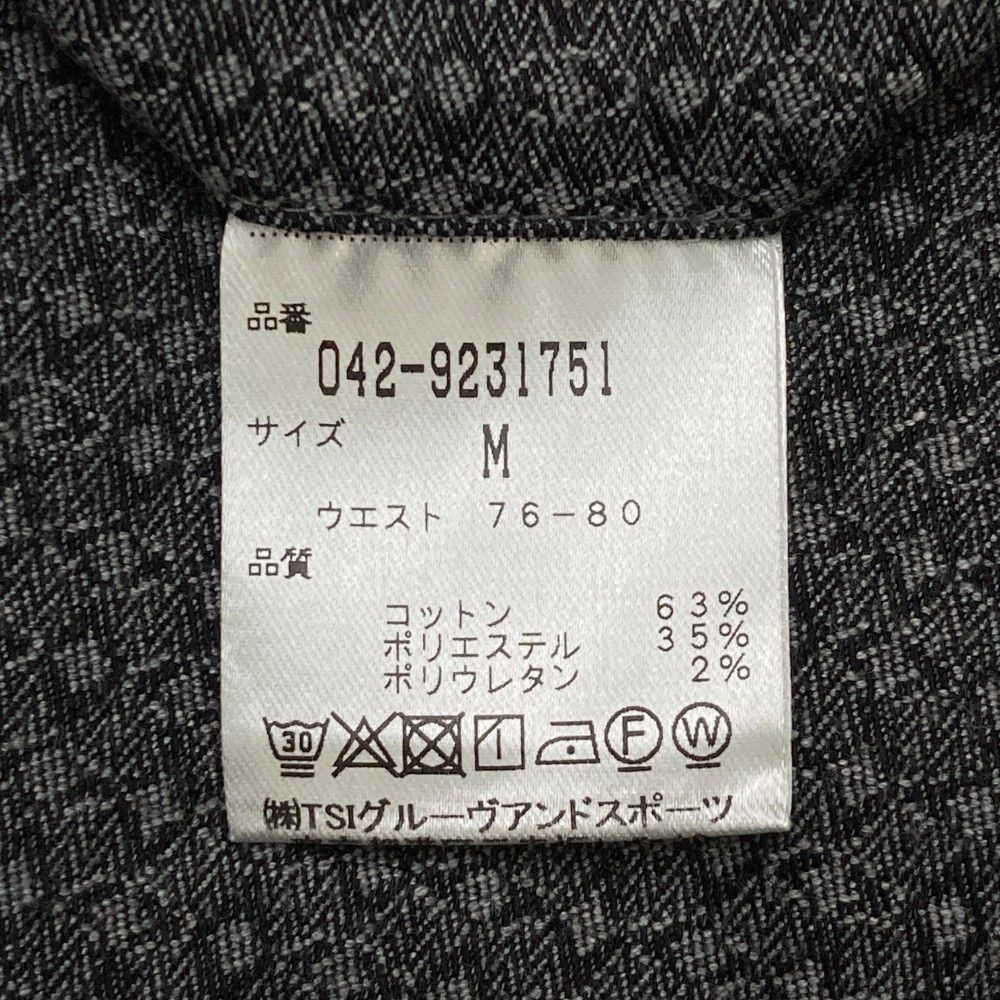 品番
042-9231751
サイズ
M
ウエスト 76-80
品質
コットン 63%
ポリエステル 35%
ポリウレタン 2%
30 F W
㈱TSIグルーヴアンドスポーツ